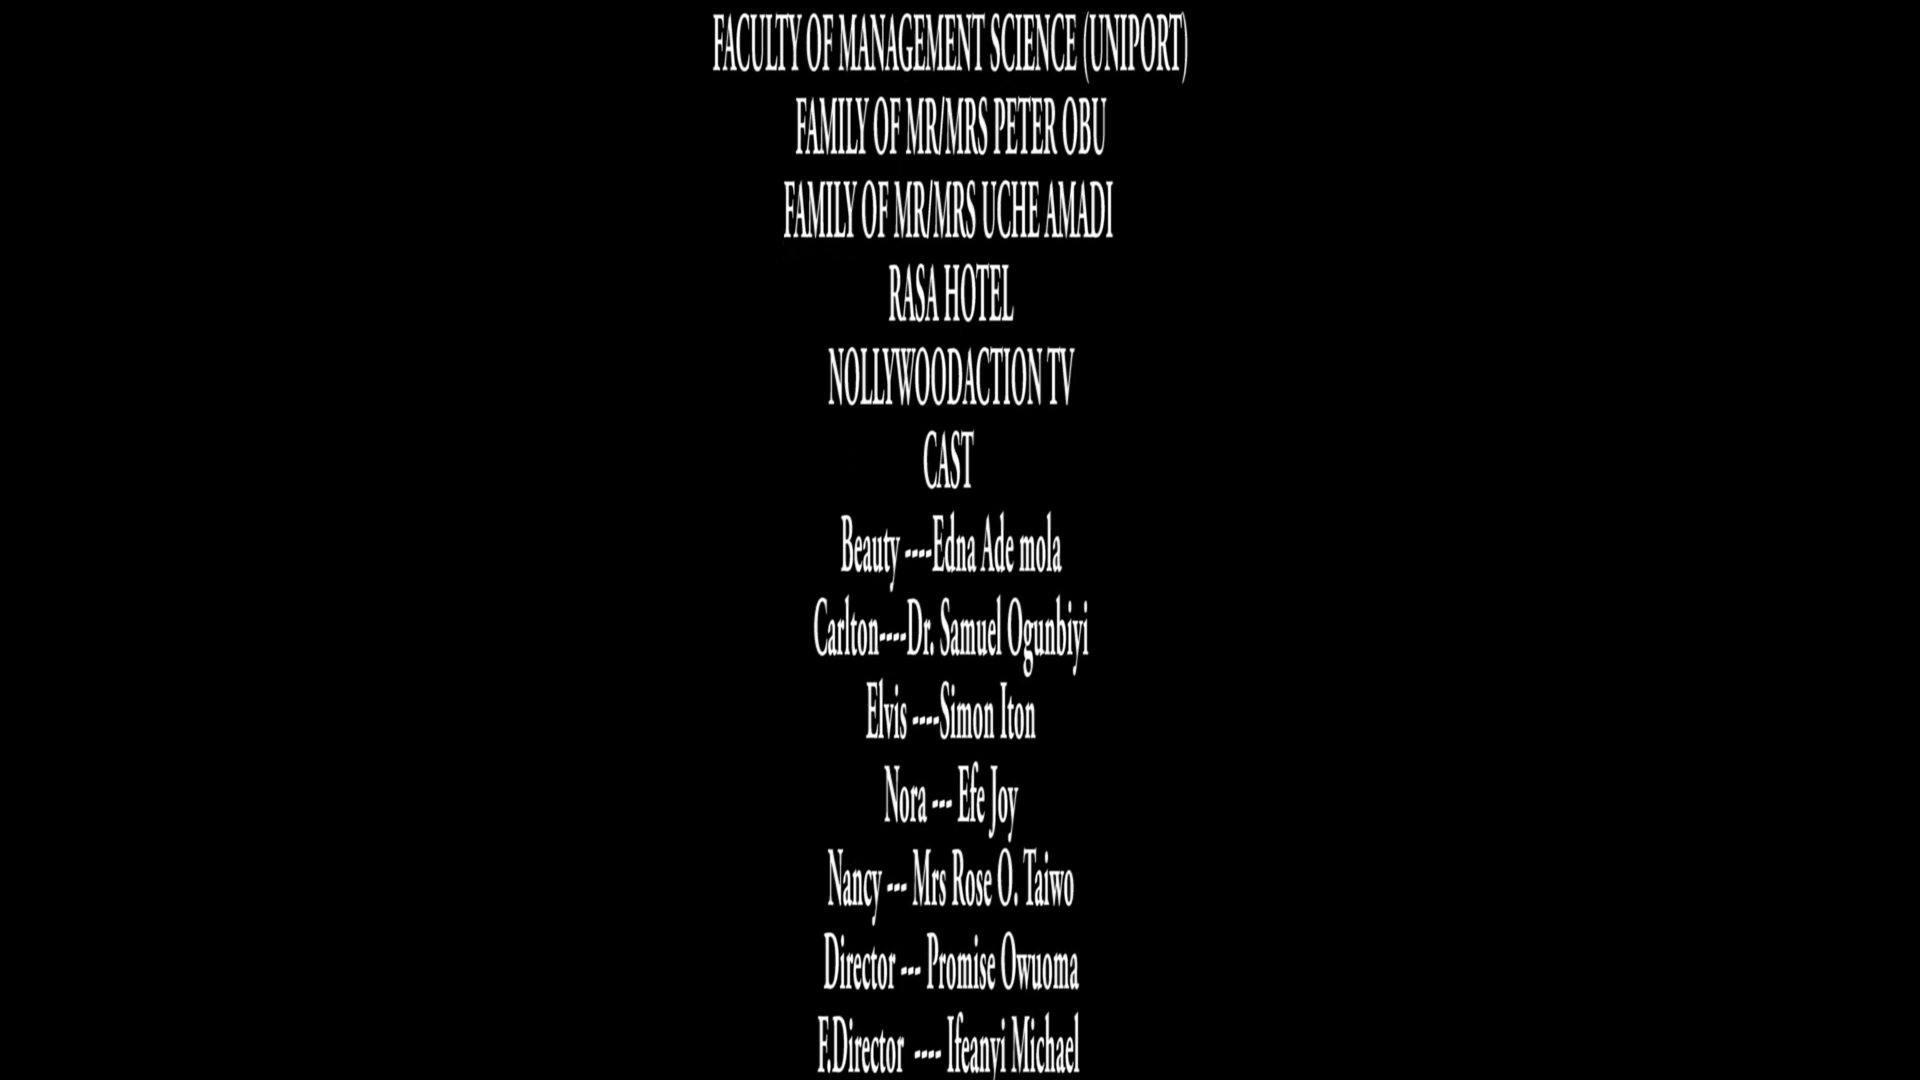 FACULTY OF MANAGEMENT SCIENCE (UNIPORT)
FAMILY OF MR/MRS PETER OBU
FAMILY OF MR/MRS UCHE AMADI
RASA HOTEL
NOLLYWOODACTION TV
CAST
Beauty ----Edna Ade mola
Carlton----Dr. Samuel Ogunbiyi
Elvis ----Simon Iton
Nora --- Efe Joy
Nancy --- Mrs Rose O. Taiwo
Director --- Promise Owuoma
F.Director ---- Ifeanyi Michael